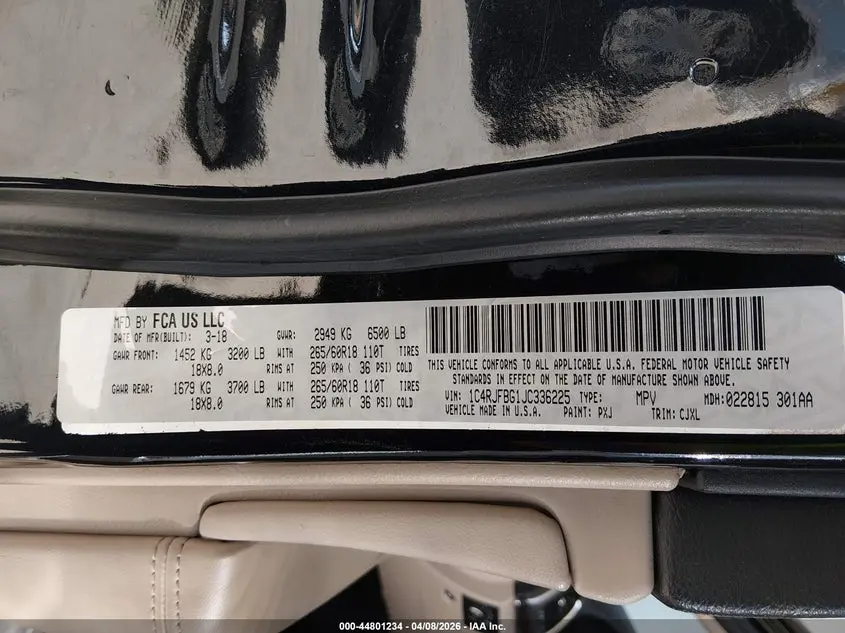 MFD BY FCA US LLC
DATE OF MFR(BUILT): 3-18 GVWR: 2949 KG 6500 LB
GAWR FRONT: 1452 KG 3200 LB WITH 265/60R18 110T TIRES
18X8.0 RIMS AT 250 KPA ( 36 PSI) COLD
GAWR REAR: 1679 KG 3700 LB WITH 265/60R18 110T TIRES
18X8.0 RIMS AT 250 KPA ( 36 PSI) COLD
THIS VEHICLE CONFORMS TO ALL APPLICABLE U.S.A. FEDERAL MOTOR VEHICLE SAFETY
STANDARDS IN EFFECT ON THE DATE OF MANUFACTURE SHOWN ABOVE.
VIN: 1C4RJFBG1JC336225 TYPE: MPV MDH:022815 301AA
VEHICLE MADE IN U.S.A. PAINT: PXJ TRIM: CJXL
000-44801234 - 04/08/2026 - IAA Inc.